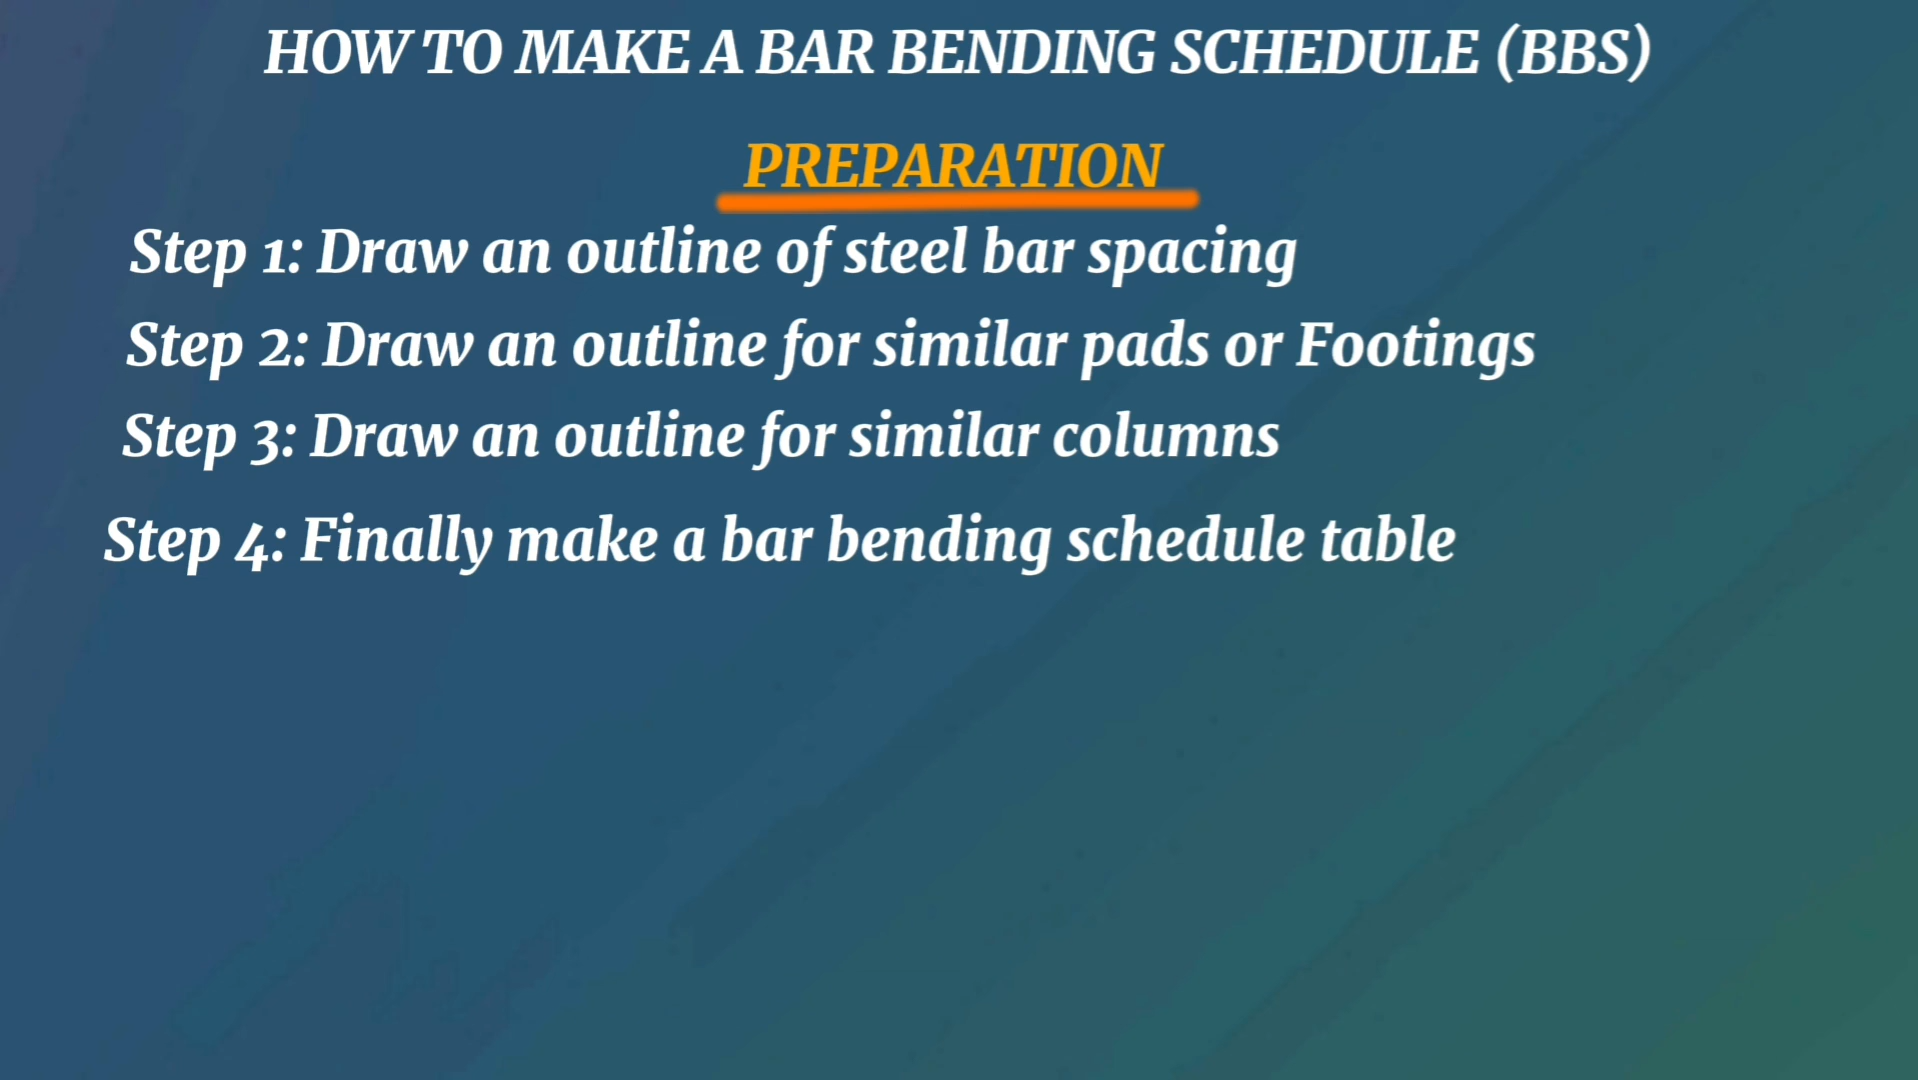 HOW TO MAKE A BAR BENDING SCHEDULE (BBS)
PREPARATION
Step 1: Draw an outline of steel bar spacing
Step 2: Draw an outline for similar pads or Footings
Step 3: Draw an outline for similar columns
Step 4: Finally make a bar bending schedule table